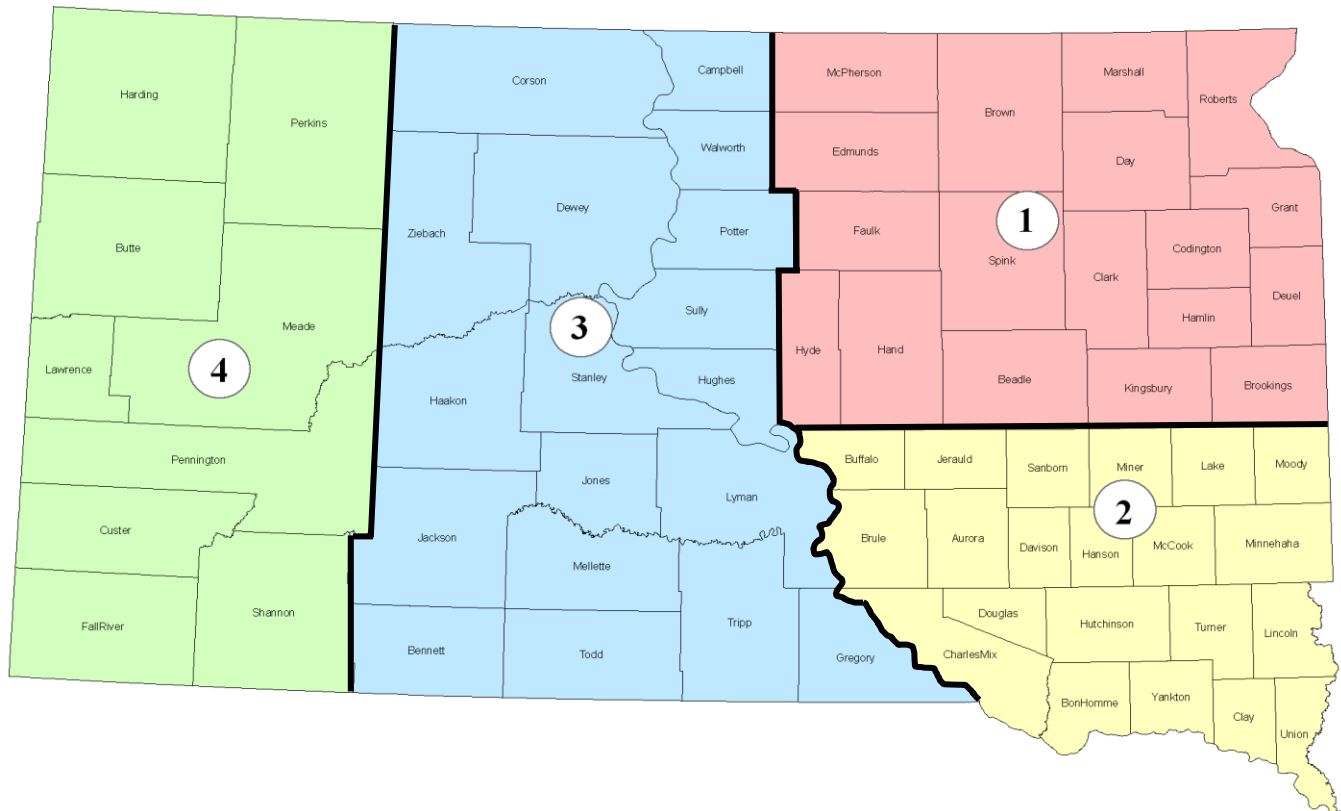 Harding
Perkins
Butte
Meade
Lawrence
4
Pennington
Custer
Shannon
FallRiver
Corson
Campbell
Walworth
Ziebach
Dewey
Potter
Sully
3
Stanley
Hughes
Haakon
Jones
Lyman
Jackson
Mellette
Tripp
Bennett
Todd
Gregory
McPherson
Brown
Marshall
Roberts
Edmunds
Day
Faulk
1
Grant
Spink
Codington
Clark
Deuel
Hamlin
Hyde
Hand
Beadle
Kingsbury
Brookings
Buffalo
Jerauld
Sanborn
Miner
Lake
Moody
2
Brule
Aurora
Davison
Hanson
McCook
Minnehaha
Douglas
Hutchinson
Turner
Lincoln
CharlesMix
BonHomme
Yankton
Clay
Union